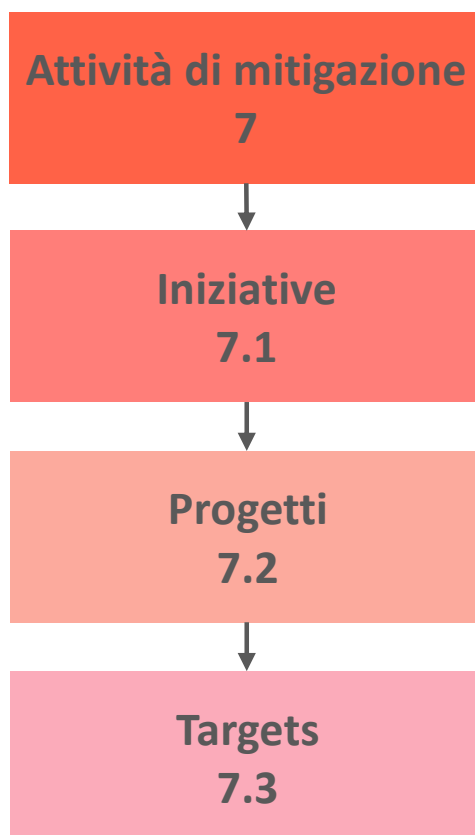 Attività di mitigazione
7
Iniziative
7.1
Progetti
7.2
Targets
7.3